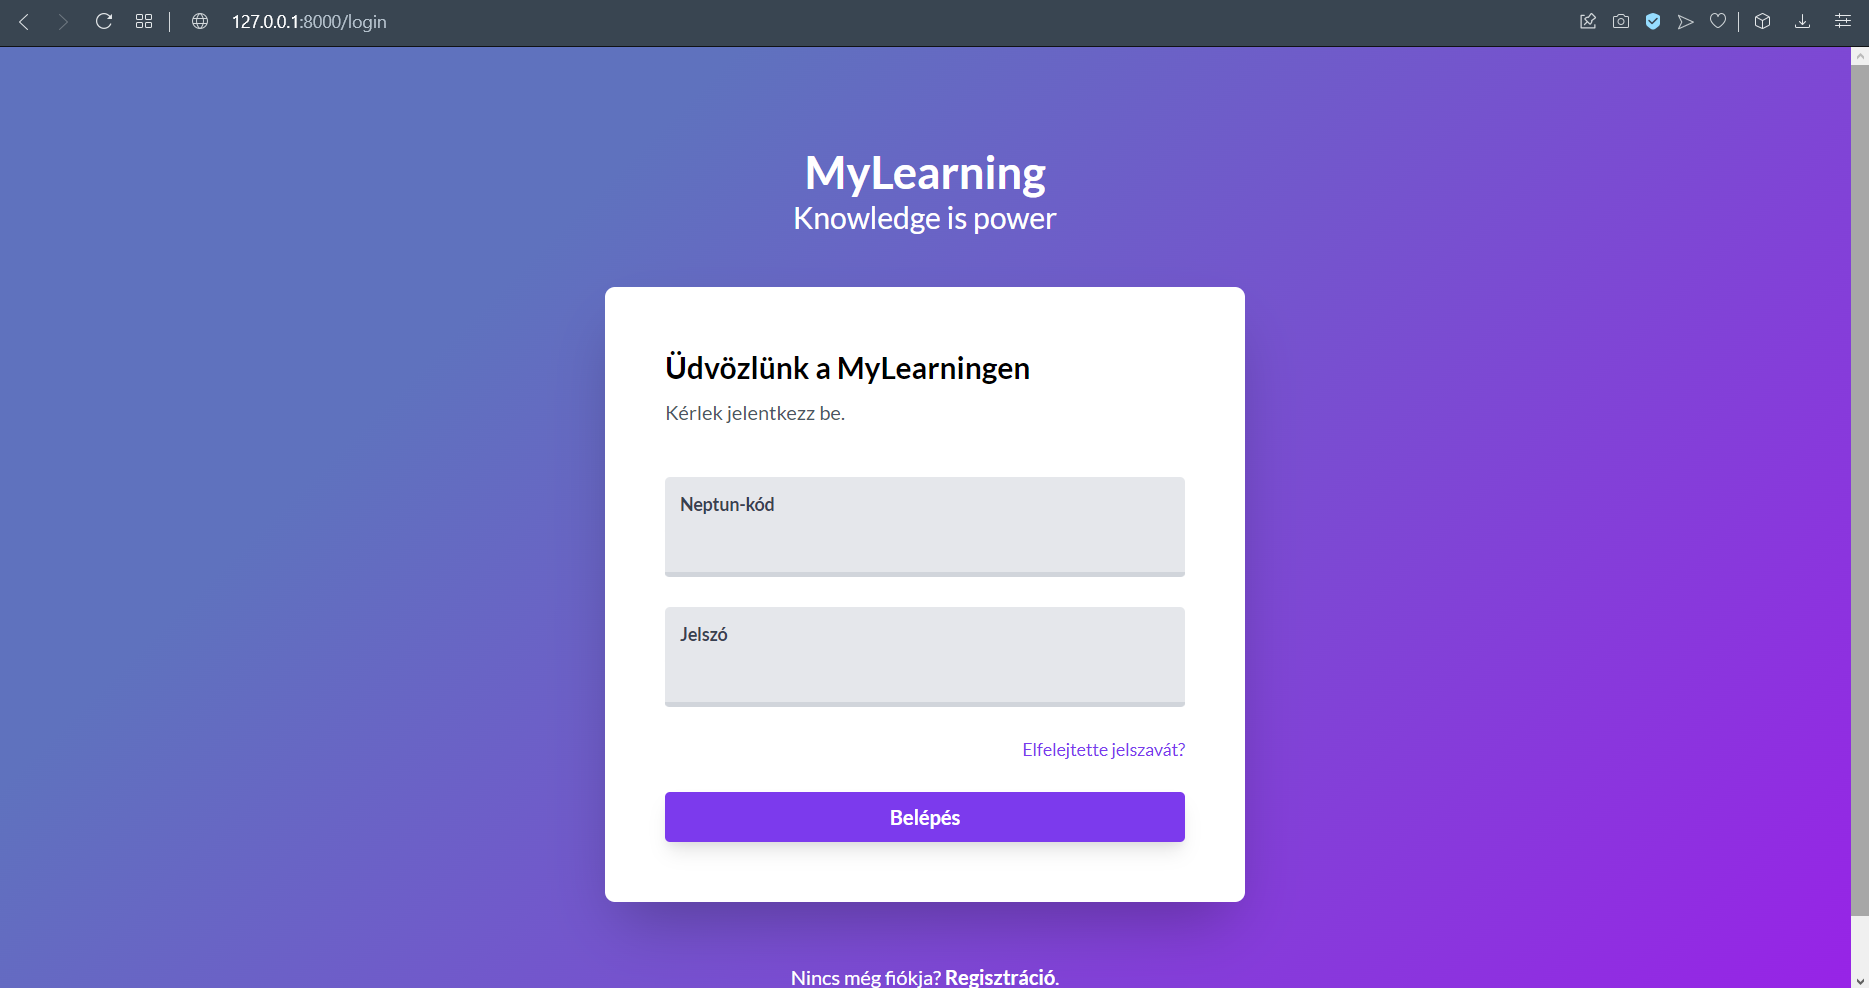 127.0.0.1:8000/login
MyLearning
Knowledge is power
Üdvözlünk a MyLearningen
Kérlek jelentkezz be.
Neptun-kód
Jelszó
Elfelejtette jelszavát?
Belépés
Nincs még fiókja? Regisztráció.